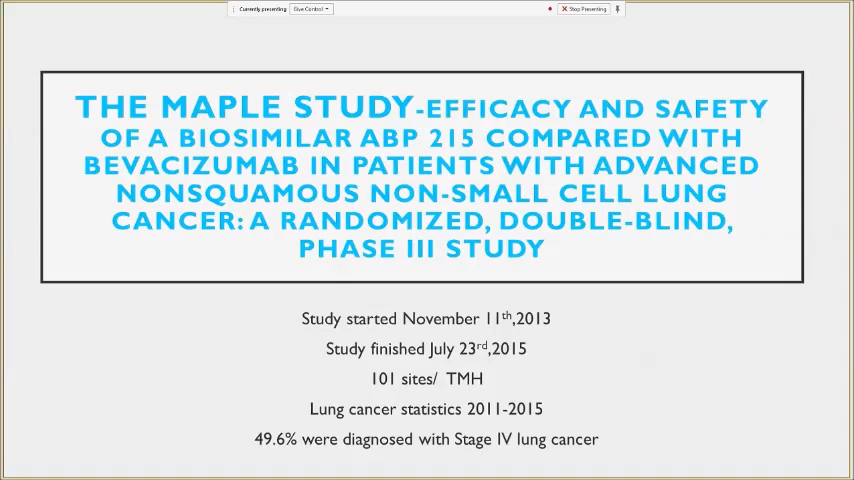 Currently presenting Give Control Stop Presenting
THE MAPLE STUDY-EFFICACY AND SAFETY
OF A BIOSIMILAR ABP 215 COMPARED WITH
BEVACIZUMAB IN PATIENTS WITH ADVANCED
NONSQUAMOUS NON-SMALL CELL LUNG
CANCER: A RANDOMIZED, DOUBLE-BLIND,
PHASE III STUDY
Study started November 11th,2013
Study finished July 23rd,2015
101 sites/ TMH
Lung cancer statistics 2011-2015
49.6% were diagnosed with Stage IV lung cancer